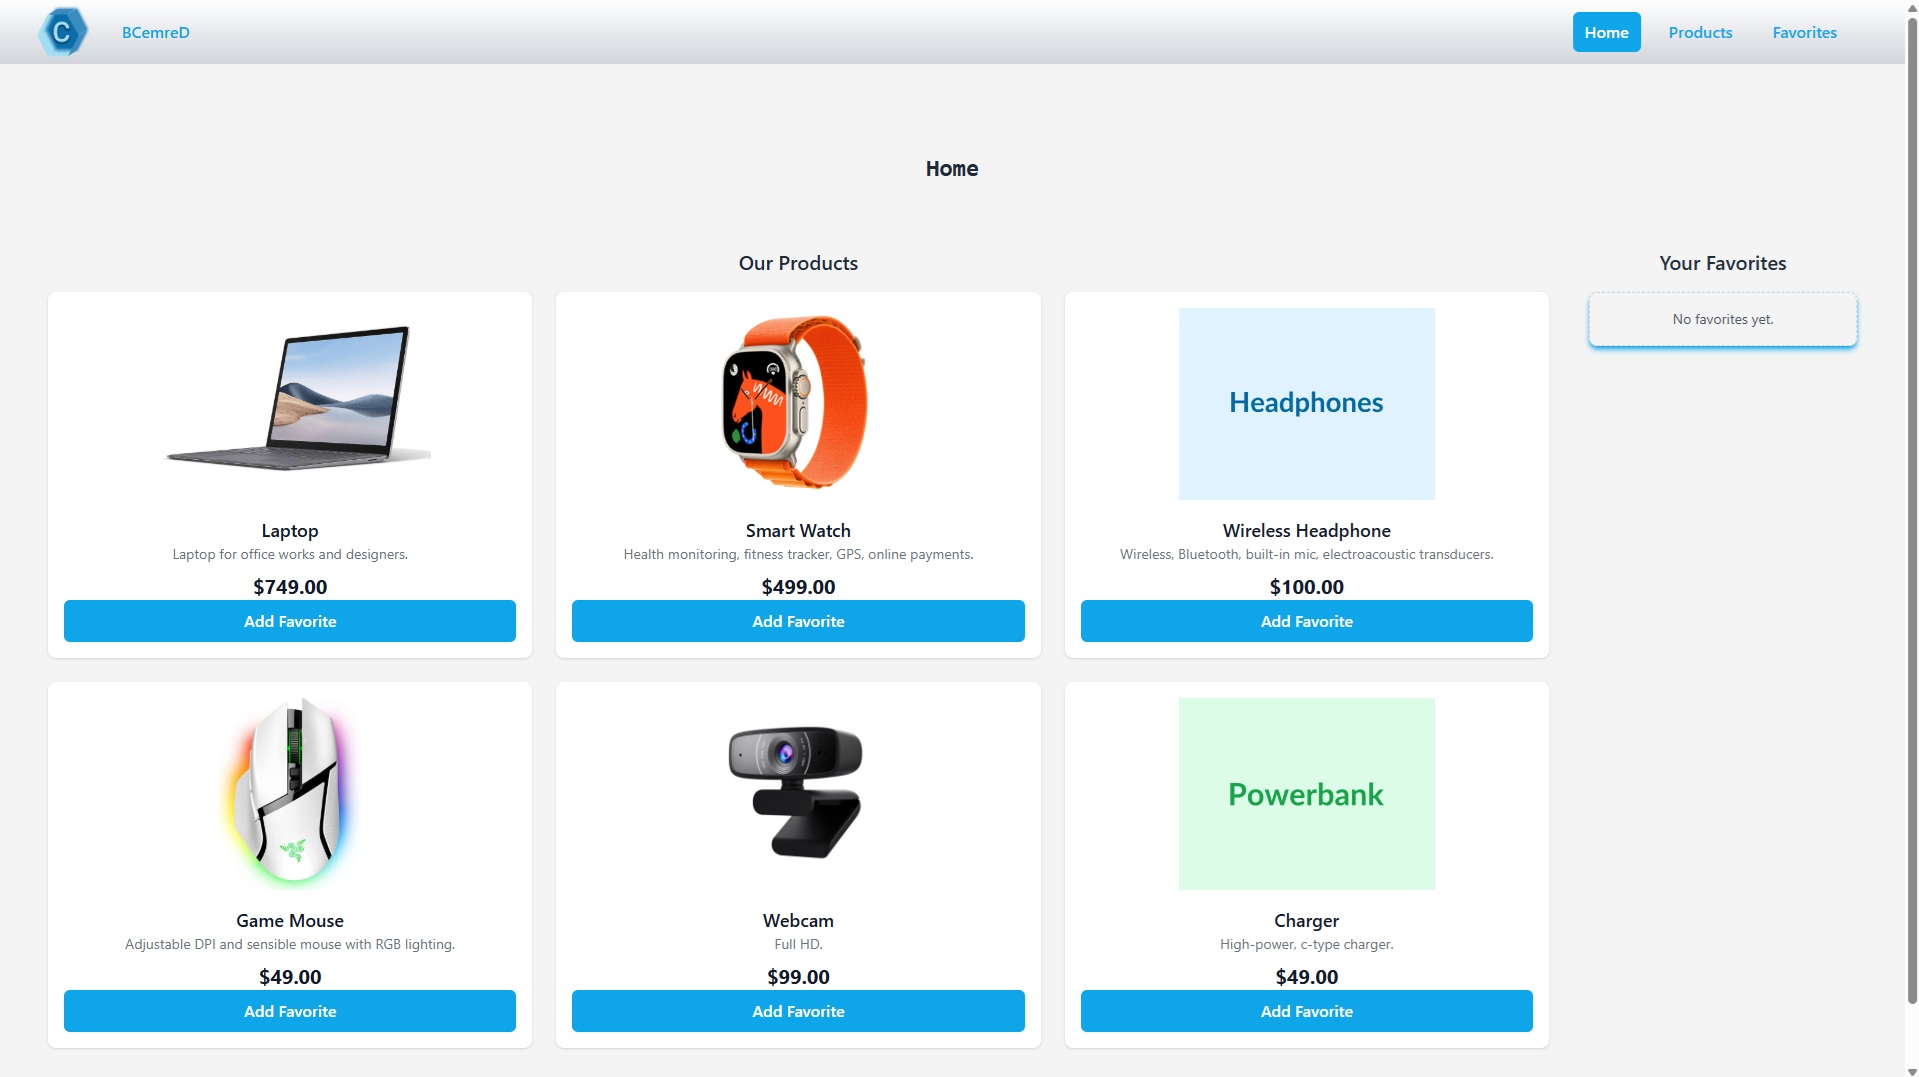 C
BCemreD
Home
Products
Favorites
Home
Our Products
Your Favorites
No favorites yet.
Headphones
Laptop
Laptop for office works and designers.
$749.00
Add Favorite
Smart Watch
Health monitoring, fitness tracker, GPS, online payments.
$499.00
Add Favorite
Wireless Headphone
Wireless, Bluetooth, built-in mic, electroacoustic transducers.
$100.00
Add Favorite
Powerbank
Game Mouse
Adjustable DPI and sensible mouse with RGB lighting.
$49.00
Add Favorite
Webcam
Full HD.
$99.00
Add Favorite
Charger
High-power, c-type charger.
$49.00
Add Favorite